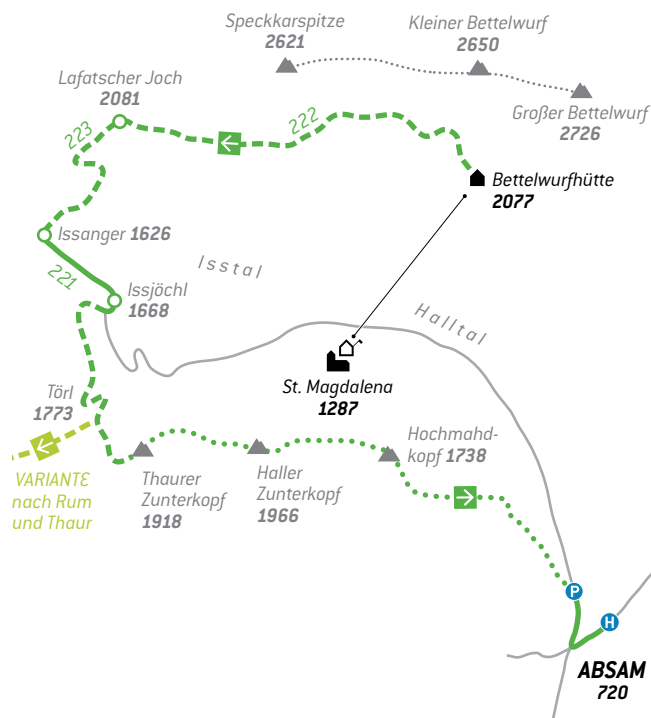 Speckkarspitze
2621
Kleiner Bettelwurf
2650
Lafatscher Joch
2081
Großer Bettelwurf
2726
223
222
Bettelwurfhütte
2077
Issanger 1626
221
Isstal
Issjöchl
1668
Halltal
St. Magdalena
1287
Törl
1773
Hochmahd-
kopf 1738
VARIANTE
nach Rum
und Thaur
Thaurer
Zunterkopf
1918
Haller
Zunterkopf
1966
P
H
ABSAM
720